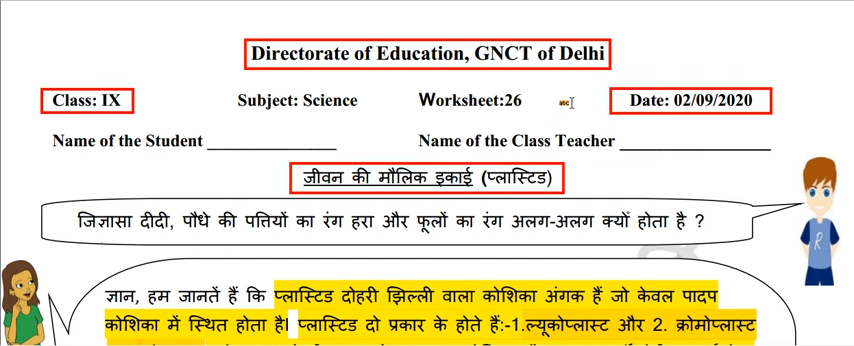 Directorate of Education, GNCT of Delhi
Class: IX Subject: Science Worksheet:26 Date: 02/09/2020
Name of the Student _______________ Name of the Class Teacher _________________
जीवन की मौलिक इकाई (प्लास्टिड)
जिज्ञासा दीदी, पौधे की पत्तियों का रंग हरा और फूलों का रंग अलग-अलग क्यों होता है ?
R
ज्ञान, हम जानतें हैं कि प्लास्टिड दोहरी झिल्ली वाला कोशिका अंगक हैं जो केवल पादप
कोशिका में स्थित होता है। प्लास्टिड दो प्रकार के होते हैं:-1.ल्यूकोप्लास्ट और 2. क्रोमोप्लास्ट